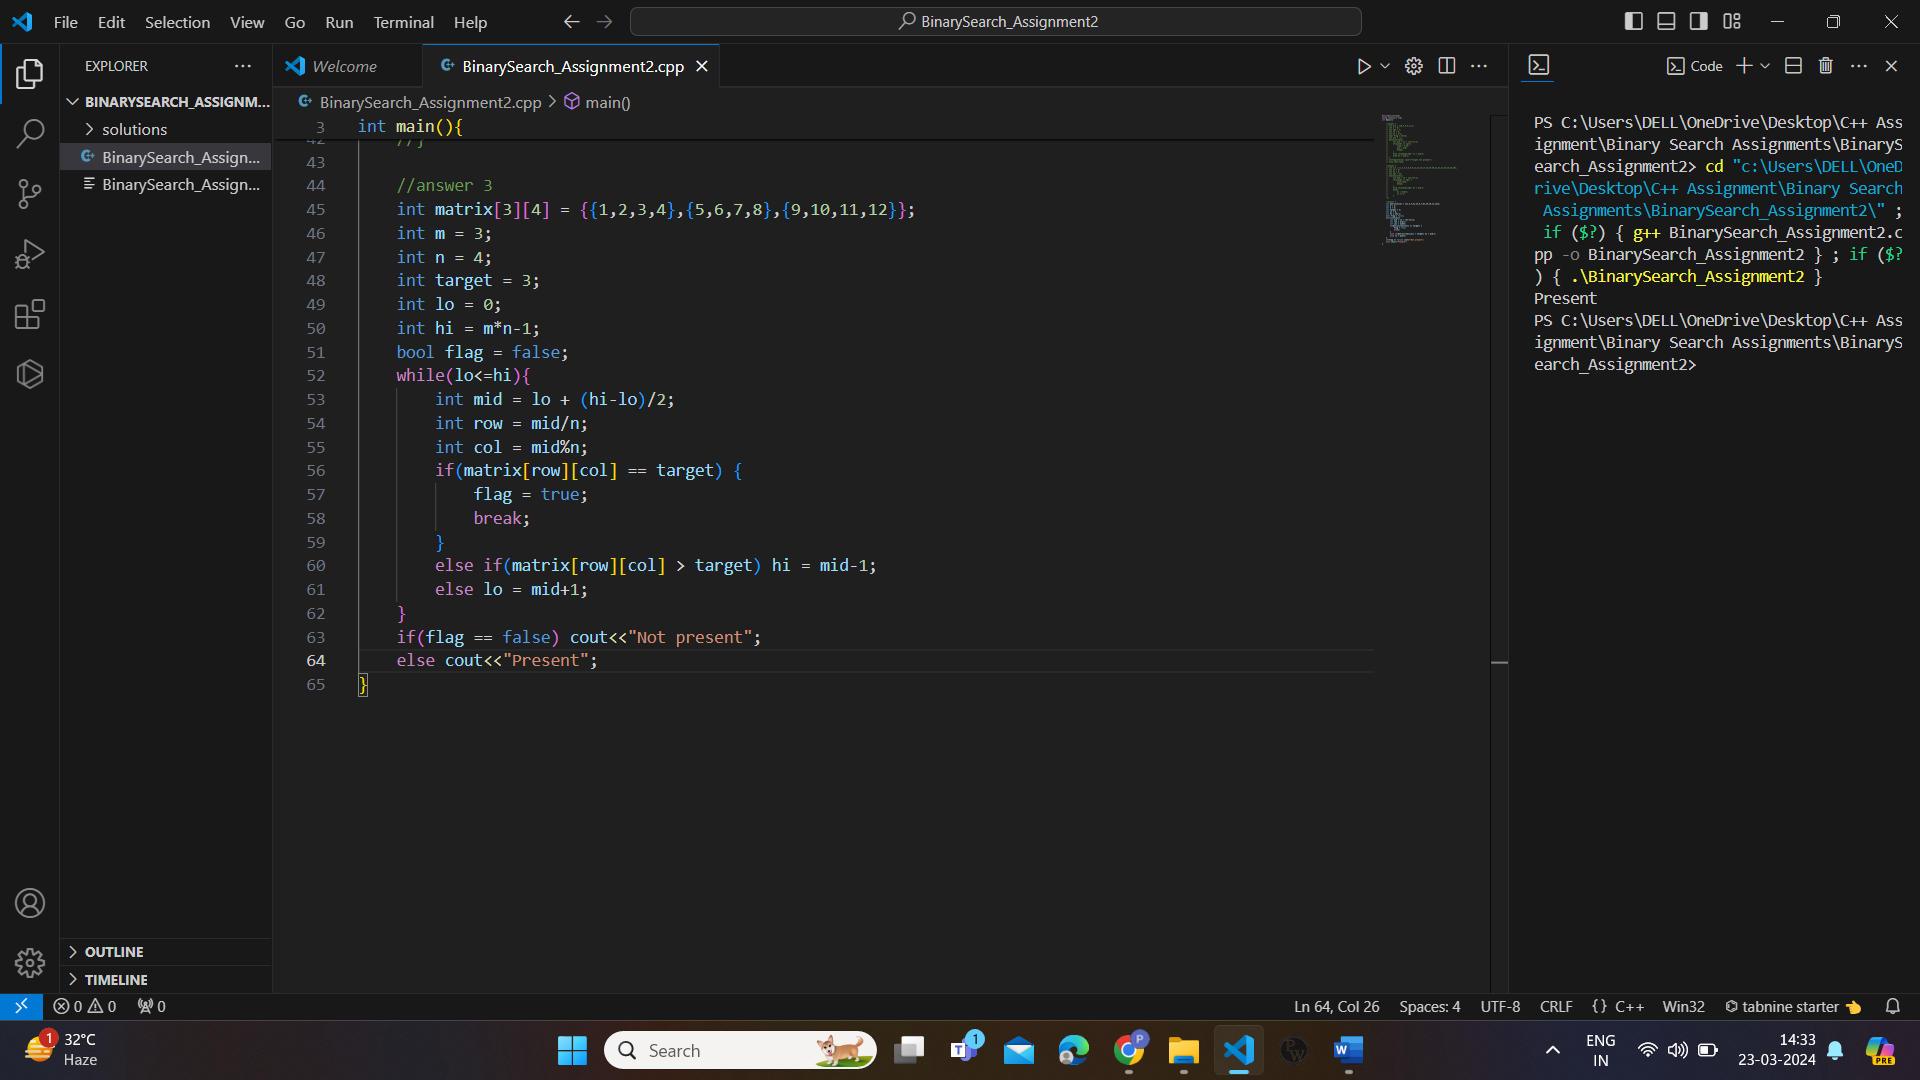 File Edit Selection View Go Run Terminal Help
BinarySearch_Assignment2
EXPLORER
BINARYSEARCH_ASSIGNM...
solutions
BinarySearch_Assign...
BinarySearch_Assign...
OUTLINE
TIMELINE
Welcome
BinarySearch_Assignment2.cpp
BinarySearch_Assignment2.cpp > main()
3 int main(){
42 //}
43
44 //answer 3
45 int matrix[3][4] = {{1,2,3,4},{5,6,7,8},{9,10,11,12}};
46 int m = 3;
47 int n = 4;
48 int target = 3;
49 int lo = 0;
50 int hi = m*n-1;
51 bool flag = false;
52 while(lo<=hi){
53 int mid = lo + (hi-lo)/2;
54 int row = mid/n;
55 int col = mid%n;
56 if(matrix[row][col] == target) {
57 flag = true;
58 break;
59 }
60 else if(matrix[row][col] > target) hi = mid-1;
61 else lo = mid+1;
62 }
63 if(flag == false) cout<<"Not present";
64 else cout<<"Present";
65 }
Code
PS C:\Users\DELL\OneDrive\Desktop\C++ Ass
ignment\Binary Search Assignments\BinaryS
earch_Assignment2> cd "c:\Users\DELL\OneD
rive\Desktop\C++ Assignment\Binary Search
Assignments\BinarySearch_Assignment2\" ;
if ($?) { g++ BinarySearch_Assignment2.c
pp -o BinarySearch_Assignment2 } ; if ($?
) { .\BinarySearch_Assignment2 }
Present
PS C:\Users\DELL\OneDrive\Desktop\C++ Ass
ignment\Binary Search Assignments\BinaryS
earch_Assignment2>
0 0 0
Ln 64, Col 26 Spaces: 4 UTF-8 CRLF {} C++ Win32 tabnine starter
1
32°C
Haze
Search
1
P
W
PRE
ENG
IN
14:33
23-03-2024